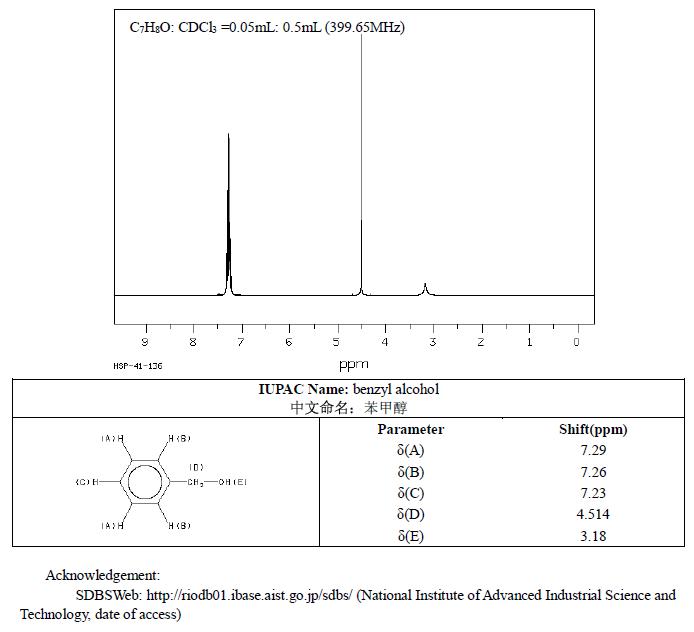 C₇H₈O: CDCl₃ =0.05mL: 0.5mL (399.65MHz)
9 8 7 6 5 4 3 2 1 0
HSP-41-136 ppm
IUPAC Name: benzyl alcohol
中文命名：苯甲醇
Parameter Shift(ppm)
δ(A) 7.29
δ(B) 7.26
δ(C) 7.23
δ(D) 4.514
δ(E) 3.18
(A)H H(B)
(D)
(C)H CH₂ OH(E)
(A)H H(B)
Acknowledgement:
SDBSWeb: http://riodb01.ibase.aist.go.jp/sdbs/ (National Institute of Advanced Industrial Science and
Technology, date of access)